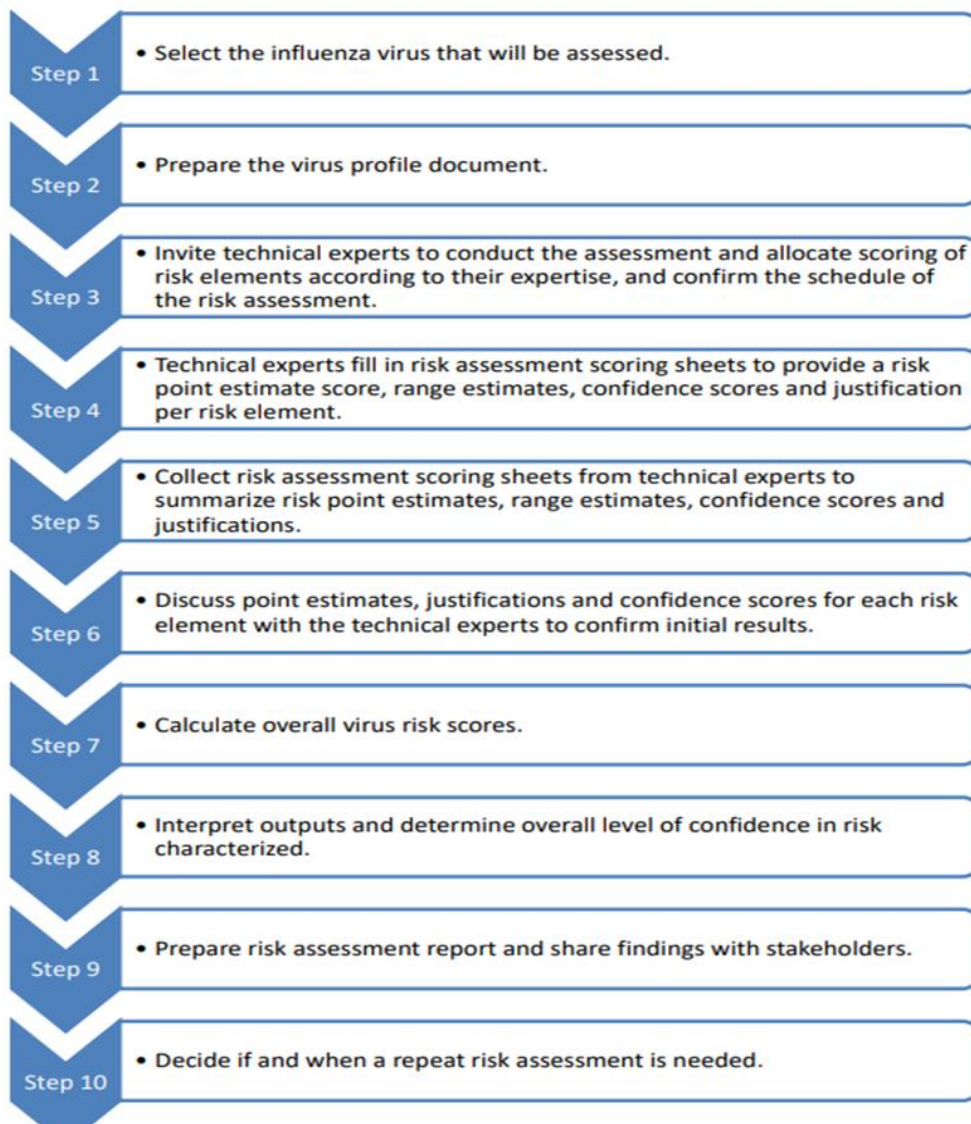 Step 1
• Select the influenza virus that will be assessed.
Step 2
• Prepare the virus profile document.
Step 3
• Invite technical experts to conduct the assessment and allocate scoring of
risk elements according to their expertise, and confirm the schedule of
the risk assessment.
Step 4
• Technical experts fill in risk assessment scoring sheets to provide a risk
point estimate score, range estimates, confidence scores and justification
per risk element.
Step 5
• Collect risk assessment scoring sheets from technical experts to
summarize risk point estimates, range estimates, confidence scores and
justifications.
Step 6
• Discuss point estimates, justifications and confidence scores for each risk
element with the technical experts to confirm initial results.
Step 7
• Calculate overall virus risk scores.
Step 8
• Interpret outputs and determine overall level of confidence in risk
characterized.
Step 9
• Prepare risk assessment report and share findings with stakeholders.
Step 10
• Decide if and when a repeat risk assessment is needed.